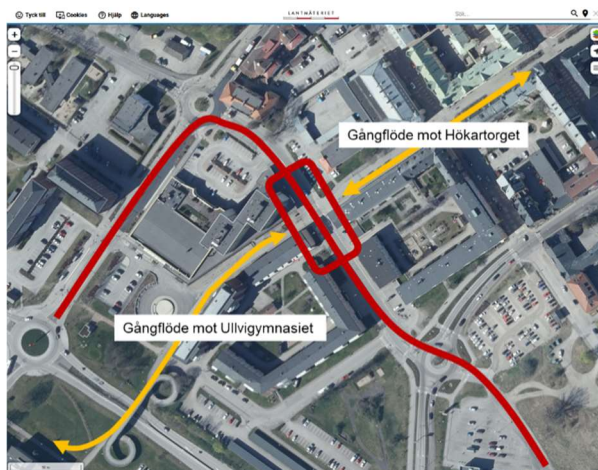 Tyck till
Cookies
Hjälp
Languages
LANTMÄTERIET
Sök...
Gångflöde mot Hökartorget
Gångflöde mot Ullvigymnasiet